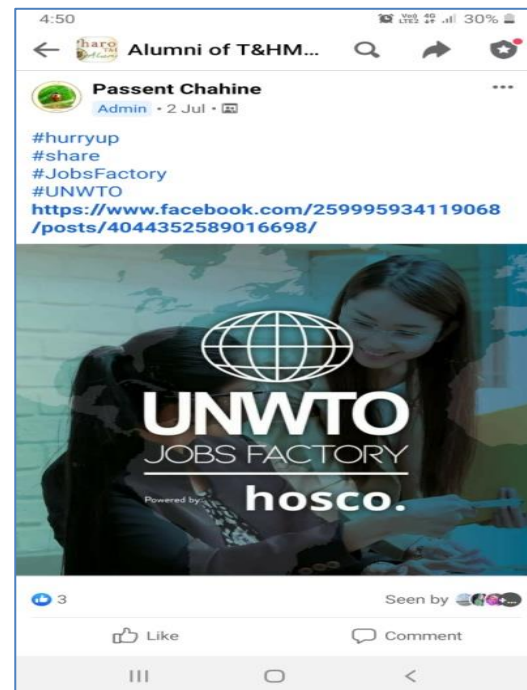 4:50 30%
Alumni of T&HM...
Passent Chahine
Admin • 2 Jul •
#hurryup
#share
#JobsFactory
#UNWTO
https://www.facebook.com/259995934119068
/posts/4044352589016698/
UNWTO
JOBS FACTORY
Powered by: hosco.
3 Seen by
Like Comment